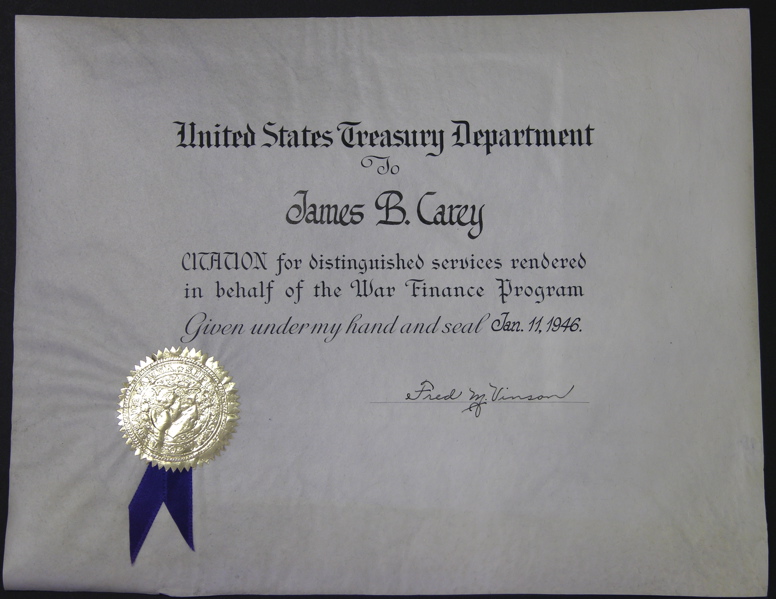 United States Treasury Department
To
James B. Carey
CITATION for distinguished services rendered
in behalf of the War Finance Program
Given under my hand and seal Jan. 11, 1946.
Fred M. Vinson